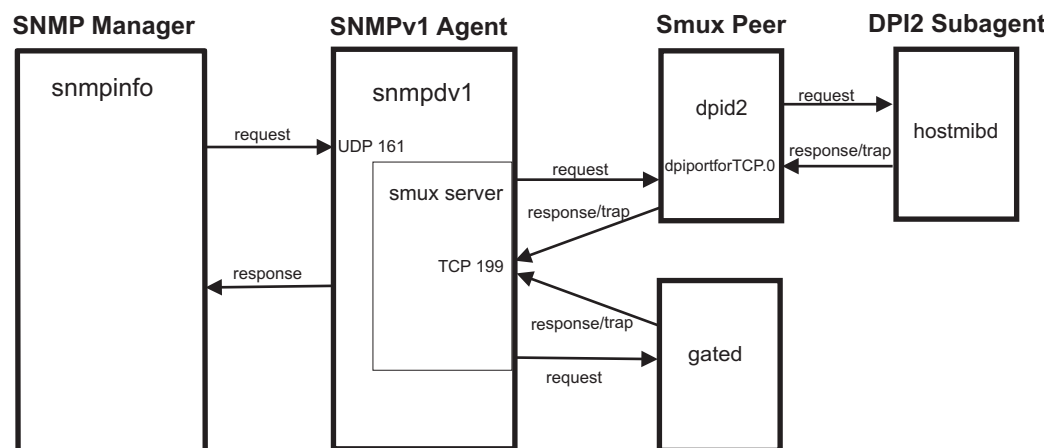 SNMP Manager
SNMPv1 Agent
Smux Peer
DPI2 Subagent
snmpinfo
snmpdv1
dpid2
request
hostmibd
request
UDP 161
response/trap
request
dpiportforTCP.0
smux server
response/trap
TCP 199
response
response/trap
gated
request